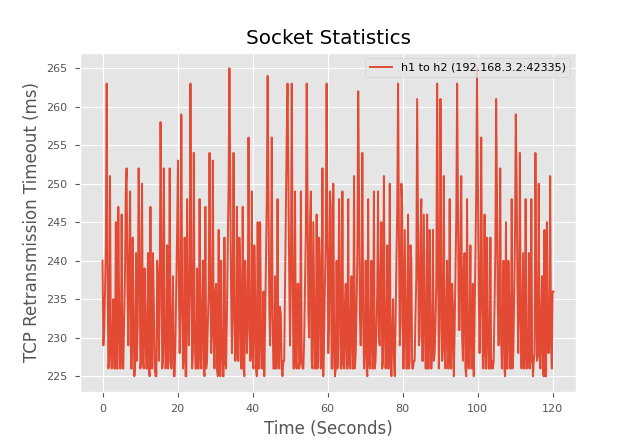 Socket Statistics
h1 to h2 (192.168.3.2:42335)
TCP Retransmission Timeout (ms)
265
260
255
250
245
240
235
230
225
0 20 40 60 80 100 120
Time (Seconds)